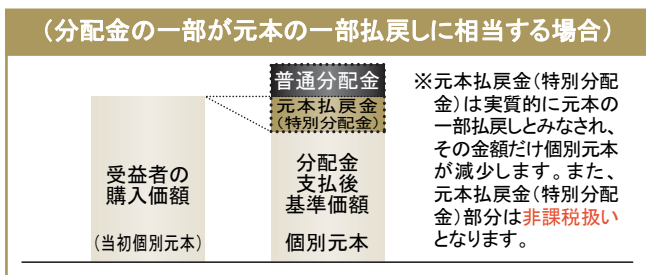 （分配金の一部が元本の一部払戻しに相当する場合）
普通分配金
元本払戻金
（特別分配金）
受益者の
購入価額
（当初個別元本）
分配金
支払後
基準価額
個別元本
※元本払戻金（特別分配
金）は実質的に元本の
一部払戻しとみなされ、
その金額だけ個別元本
が減少します。また、
元本払戻金（特別分配
金）部分は非課税扱い
となります。